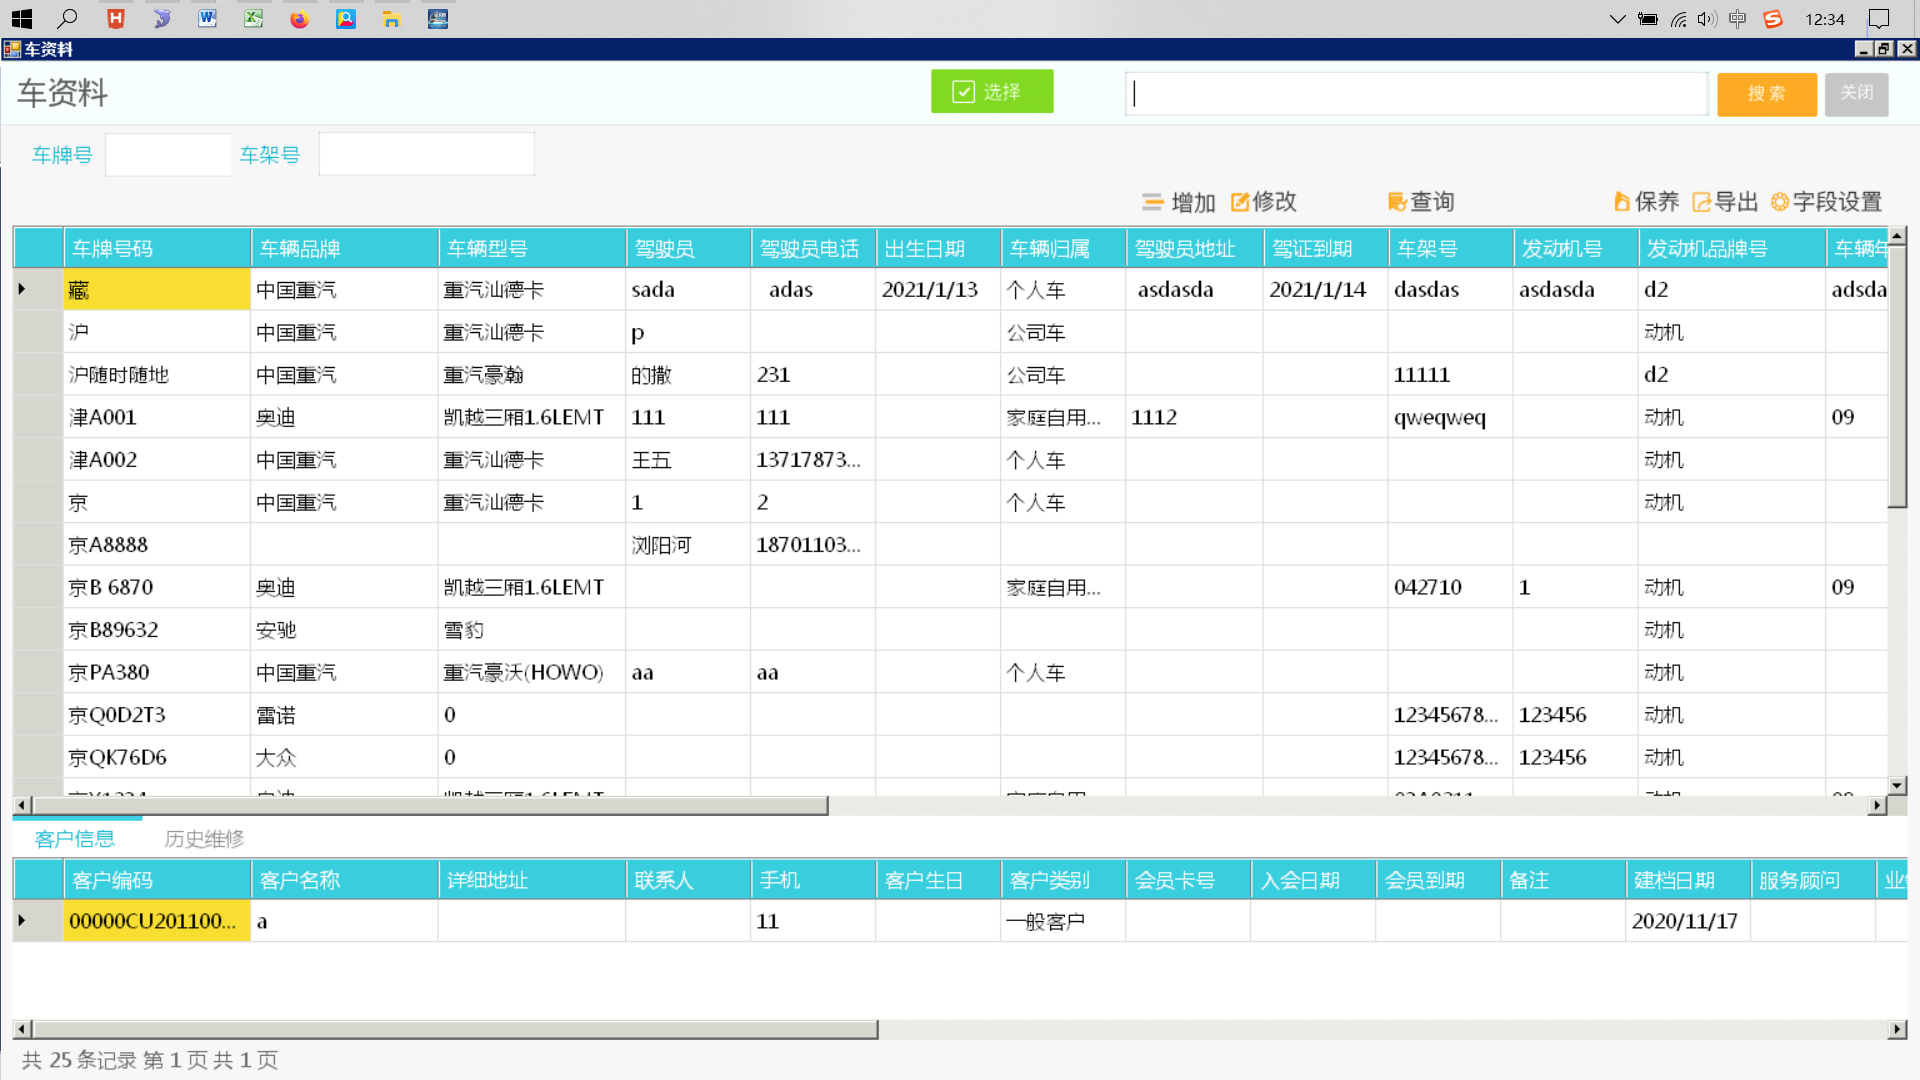 12:34
车资料
车资料 选择 搜 索 关闭
车牌号 车架号
增加 修改 查询 保养 导出 字段设置
车牌号码 车辆品牌 车辆型号 驾驶员 驾驶员电话 出生日期 车辆归属 驾驶员地址 驾证到期 车架号 发动机号 发动机品牌号 车辆年
藏 中国重汽 重汽汕德卡 sada adas 2021/1/13 个人车 asdasda 2021/1/14 dasdas asdasda d2 adsda
沪 中国重汽 重汽汕德卡 p 公司车 动机
沪随时随地 中国重汽 重汽豪瀚 的撒 231 公司车 11111 d2
津A001 奥迪 凯越三厢1.6LEMT 111 111 家庭自用... 1112 qweqweq 动机 09
津A002 中国重汽 重汽汕德卡 王五 13717873... 个人车 动机
京 中国重汽 重汽汕德卡 1 2 个人车 动机
京A8888 浏阳河 18701103...
京B 6870 奥迪 凯越三厢1.6LEMT 家庭自用... 042710 1 动机 09
京B89632 安驰 雪豹 动机
京PA380 中国重汽 重汽豪沃(HOWO) aa aa 个人车 动机
京Q0D2T3 雷诺 0 12345678... 123456 动机
京QK76D6 大众 0 12345678... 123456 动机
客户信息 历史维修
客户编码 客户名称 详细地址 联系人 手机 客户生日 客户类别 会员卡号 入会日期 会员到期 备注 建档日期 服务顾问 业
00000CU201100... a 11 一般客户 2020/11/17
共 25 条记录 第 1 页 共 1 页